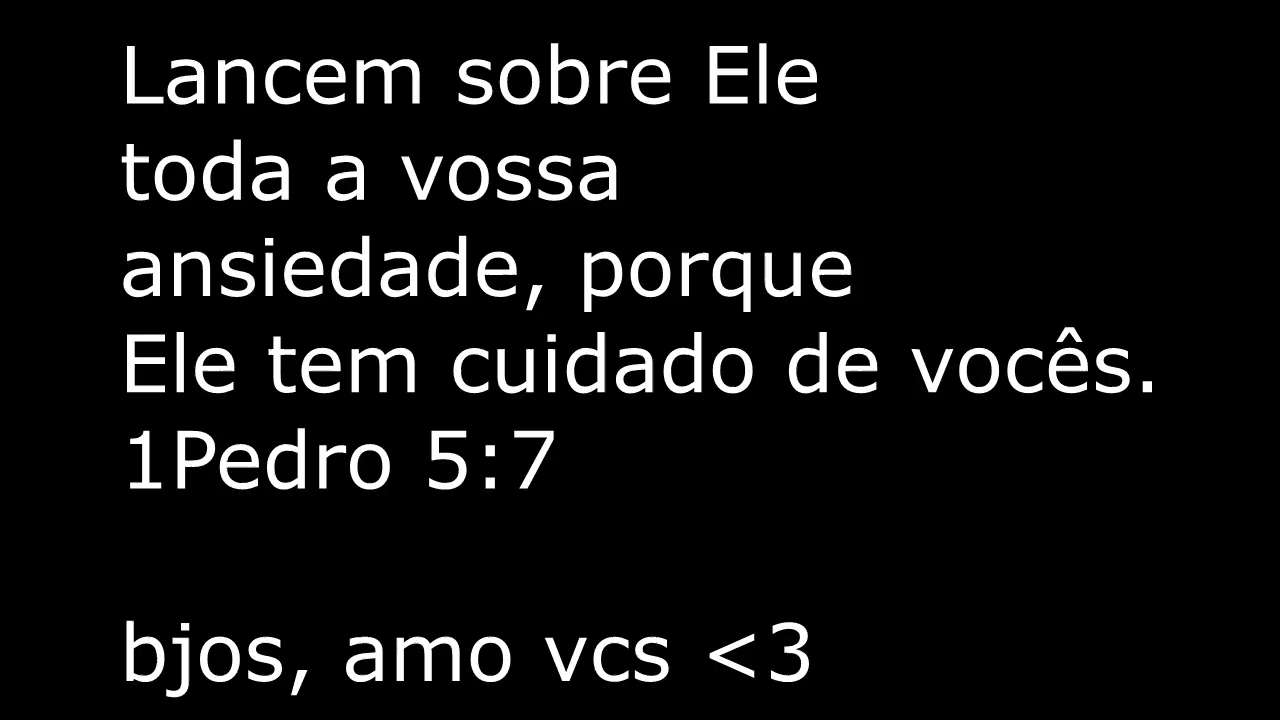 Lancem sobre Ele
toda a vossa
ansiedade, porque
Ele tem cuidado de vocês.
1Pedro 5:7
bjos, amo vcs <3